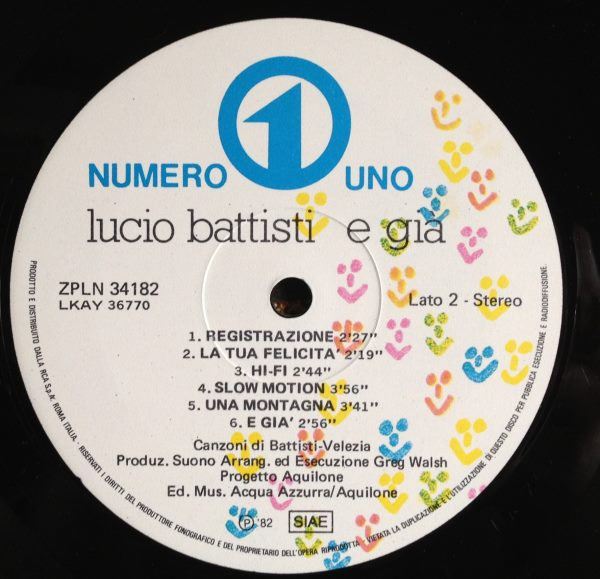 1
NUMERO UNO
lucio battisti e già
ZPLN 34182
LKAY 36770
Lato 2 - Stereo
1. REGISTRAZIONE 2'27''
2. LA TUA FELICITA' 2'19''
3. HI-FI 2'44''
4. SLOW MOTION 3'56''
5. UNA MONTAGNA 3'41''
6. E GIA' 2'56''
Canzoni di Battisti-Velezia
Produz. Suono Arrang. ed Esecuzione Greg Walsh
Progetto Aquilone
Ed. Mus. Acqua Azzurra/Aquilone
Ⓟ '82 SIAE
PRODOTTO E DISTRIBUITO DALLA RCA S.p.A. ROMA ITALIA. RISERVATI I DIRITTI DEL PRODUTTORE FONOGRAFICO E DEL PROPRIETARIO DELL'OPERA RIPRODOTTA - VIETATA LA DUPLICAZIONE E L'UTILIZZAZIONE DI QUESTO DISCO PER PUBBLICA ESECUZIONE E RADIODIFFUSIONE.